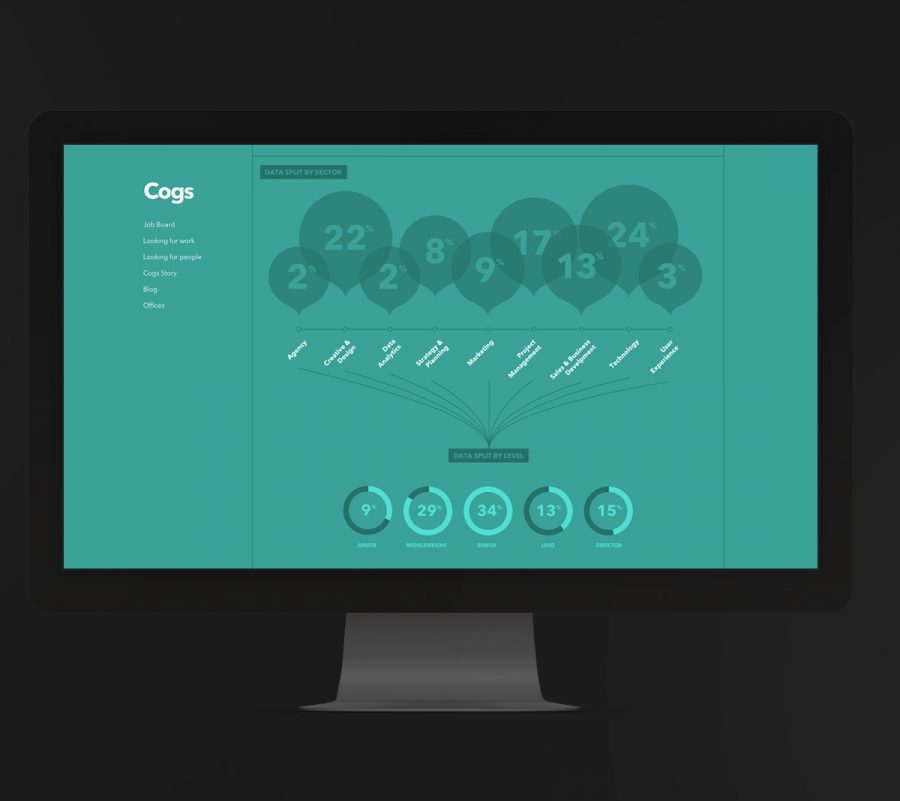 Cogs
Job Board
Looking for work
Looking for people
Cogs Story
Blog
Offices
DATA SPLIT BY SECTOR
2%
22%
2%
8%
9%
17%
13%
24%
3%
Agency
Creative &
Design
Data
Analytics
Strategy &
Planning
Marketing
Project
Management
Sales & Business
Develpment
Technology
User
Experience
DATA SPLIT BY LEVEL
9%
29%
34%
13%
15%
JUNIOR
MIDDLEWEIGHT
SENIOR
LEAD
DIRECTOR